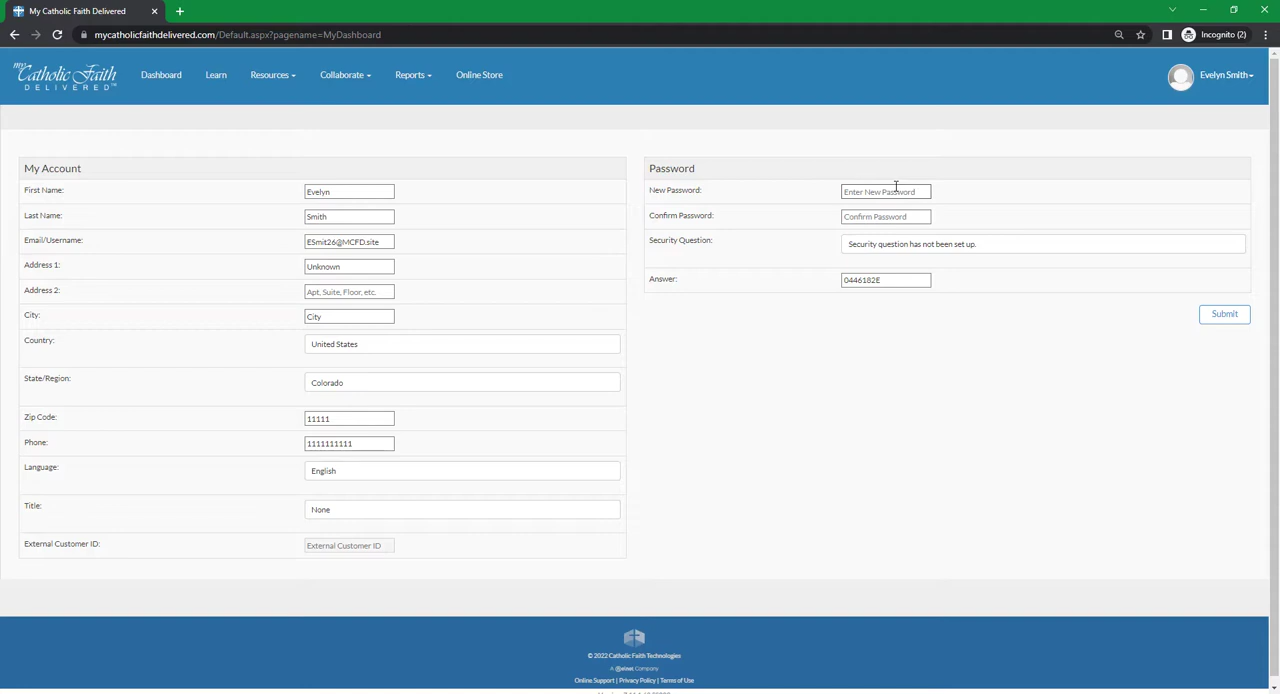 My Catholic Faith Delivered
mycatholicfaithdelivered.com/Default.aspx?pagename=MyDashboard
Incognito (2)
my Catholic Faith
DELIVERED™
Dashboard
Learn
Resources
Collaborate
Reports
Online Store
Evelyn Smith
My Account
First Name: Evelyn
Last Name: Smith
Email/Username: ESmit26@MCFD.site
Address 1: Unknown
Address 2: Apt, Suite, Floor, etc.
City: City
Country: United States
State/Region: Colorado
Zip Code: 11111
Phone: 1111111111
Language: English
Title: None
External Customer ID: External Customer ID
Password
New Password: Enter New Password
Confirm Password: Confirm Password
Security Question: Security question has not been set up.
Answer: 0446182E
Submit
© 2022 Catholic Faith Technologies
Online Support | Privacy Policy | Terms of Use